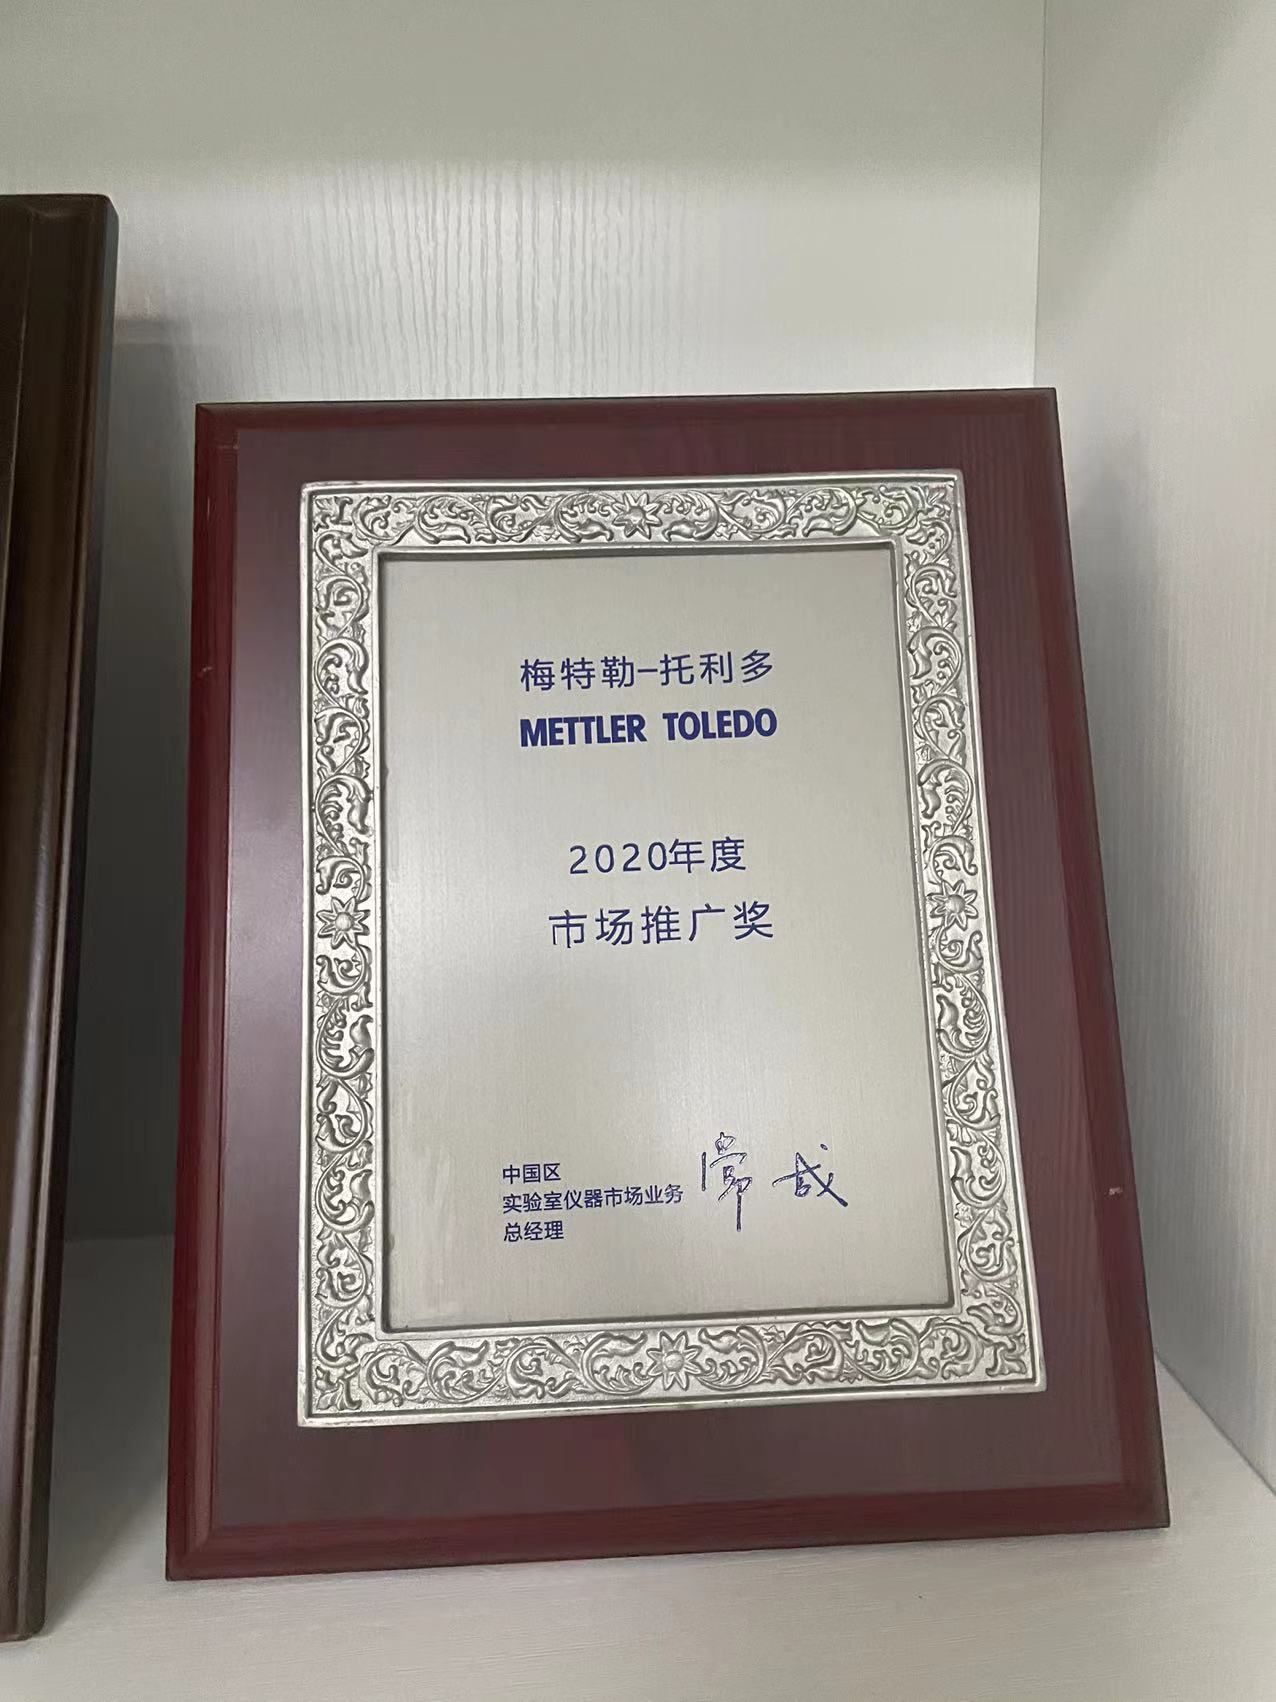 梅特勒-托利多
METTLER TOLEDO
2020年度
市场推广奖
中国区
实验室仪器市场业务
总经理